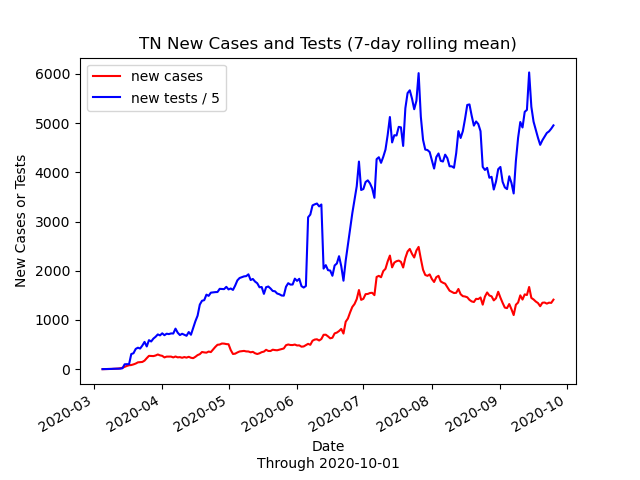 TN New Cases and Tests (7-day rolling mean)
new cases
new tests / 5
New Cases or Tests
6000
5000
4000
3000
2000
1000
0
2020-03
2020-04
2020-05
2020-06
2020-07
2020-08
2020-09
2020-10
Date
Through 2020-10-01